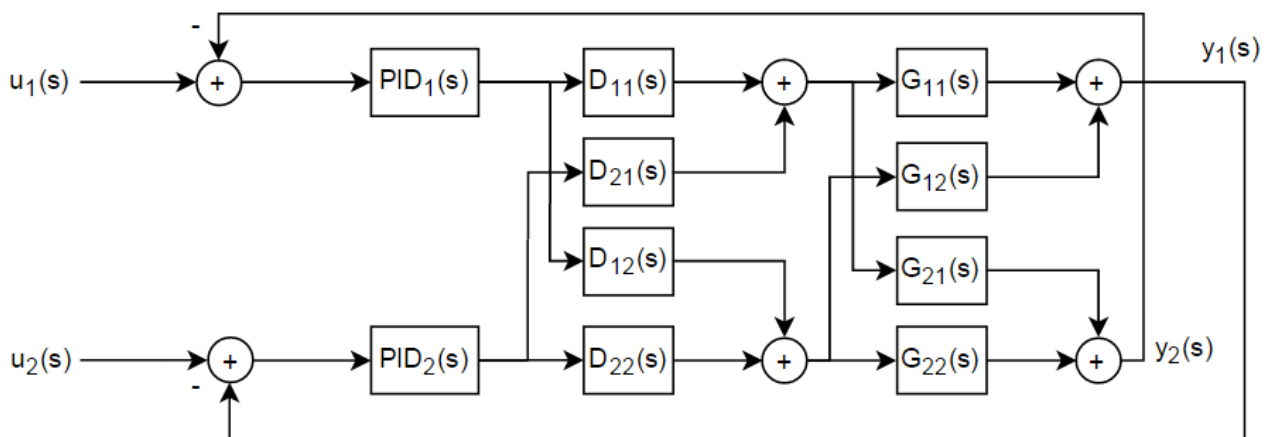 -
u₁(s)
+
PID₁(s)
D₁₁(s)
+
G₁₁(s)
+
y₁(s)
D₂₁(s)
G₁₂(s)
D₁₂(s)
G₂₁(s)
u₂(s)
+
PID₂(s)
D₂₂(s)
+
G₂₂(s)
+
y₂(s)
-